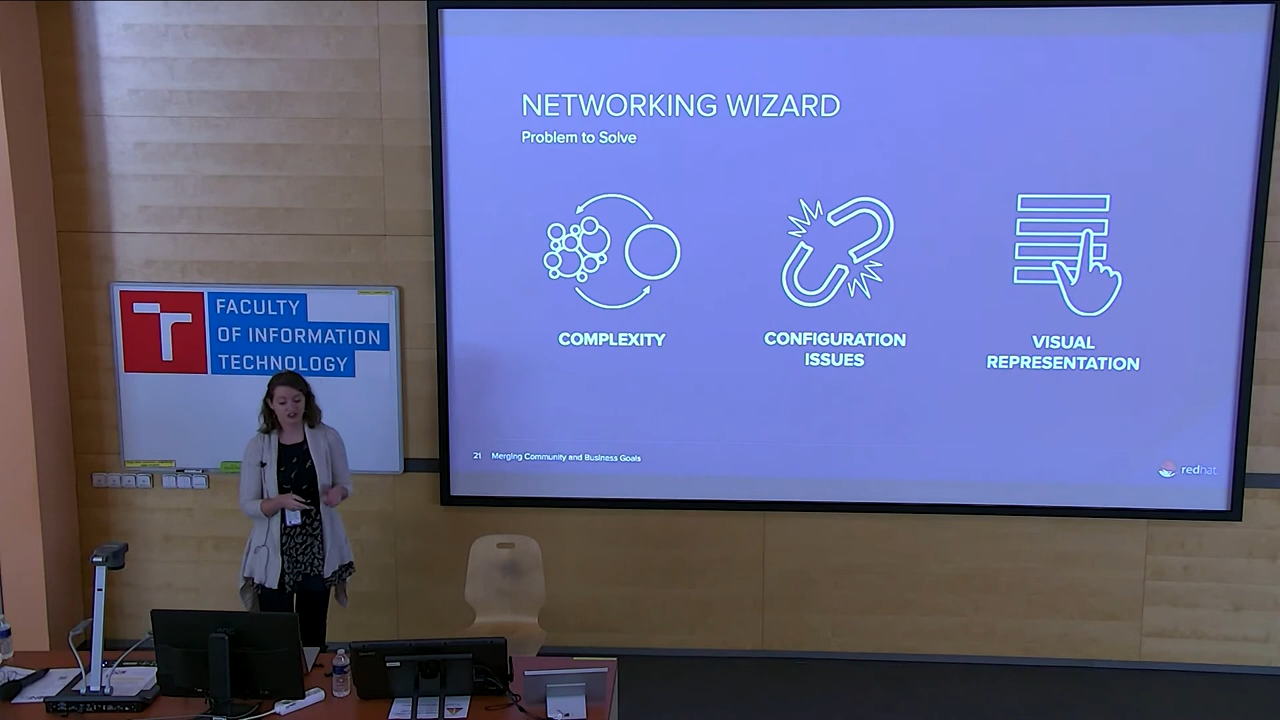 NETWORKING WIZARD
Problem to Solve
COMPLEXITY
CONFIGURATION
ISSUES
VISUAL
REPRESENTATION
21 Merging Community and Business Goals
redhat
FACULTY
OF INFORMATION
TECHNOLOGY